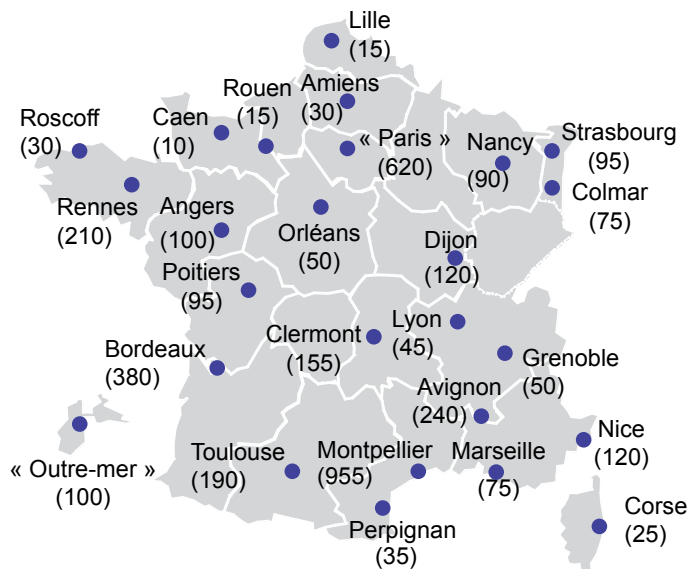 Lille
(15)
Rouen
(15)
Amiens
(30)
Roscoff
(30)
Caen
(10)
« Paris »
(620)
Nancy
(90)
Strasbourg
(95)
Rennes
(210)
Angers
(100)
Orléans
(50)
Colmar
(75)
Dijon
(120)
Poitiers
(95)
Bordeaux
(380)
Clermont
(155)
Lyon
(45)
Grenoble
(50)
Avignon
(240)
« Outre-mer »
(100)
Toulouse
(190)
Montpellier
(955)
Marseille
(75)
Nice
(120)
Perpignan
(35)
Corse
(25)